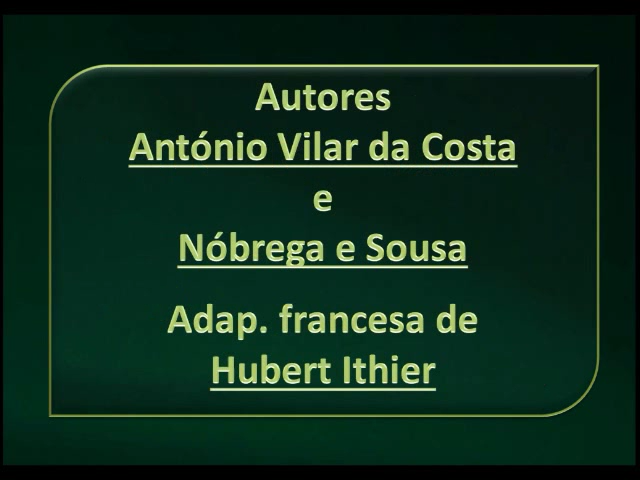 Autores
António Vilar da Costa
e
Nóbrega e Sousa
Adap. francesa de
Hubert Ithier